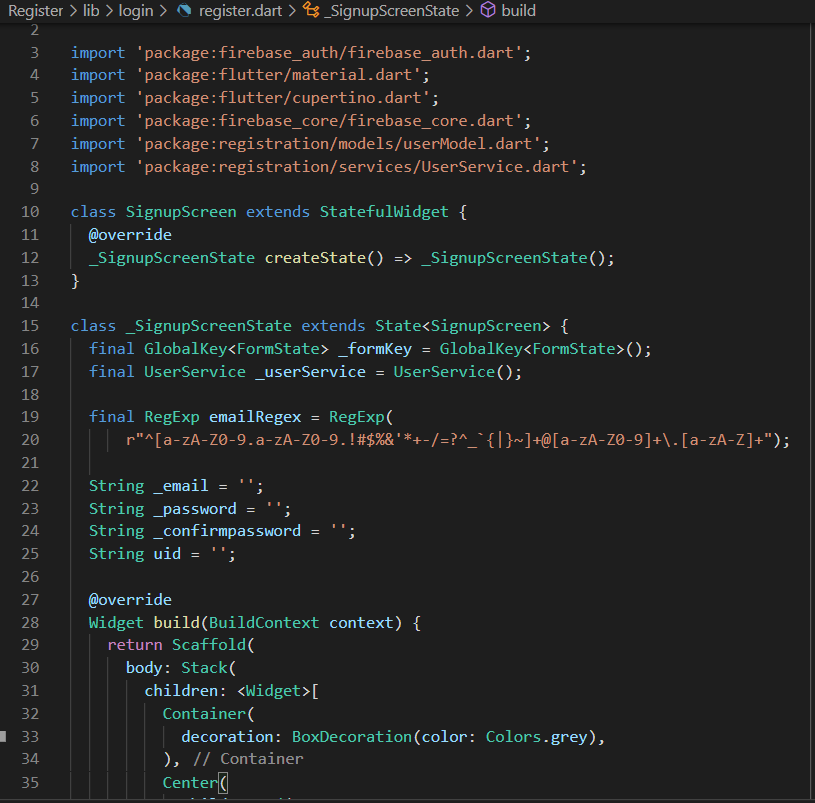 Register > lib > login > register.dart > _SignupScreenState > build
2
3 import 'package:firebase_auth/firebase_auth.dart';
4 import 'package:flutter/material.dart';
5 import 'package:flutter/cupertino.dart';
6 import 'package:firebase_core/firebase_core.dart';
7 import 'package:registration/models/userModel.dart';
8 import 'package:registration/services/UserService.dart';
9
10 class SignupScreen extends StatefulWidget {
11   @override
12   _SignupScreenState createState() => _SignupScreenState();
13 }
14
15 class _SignupScreenState extends State<SignupScreen> {
16   final GlobalKey<FormState> _formKey = GlobalKey<FormState>();
17   final UserService _userService = UserService();
18
19   final RegExp emailRegex = RegExp(
20       r"^[a-zA-Z0-9.a-zA-Z0-9.!#$%&'*+-/=?^_`{|}~]+@[a-zA-Z0-9]+\.[a-zA-Z]+");
21
22   String _email = '';
23   String _password = '';
24   String _confirmpassword = '';
25   String uid = '';
26
27   @override
28   Widget build(BuildContext context) {
29     return Scaffold(
30       body: Stack(
31         children: <Widget>[
32           Container(
33             decoration: BoxDecoration(color: Colors.grey),
34           ), // Container
35           Center(